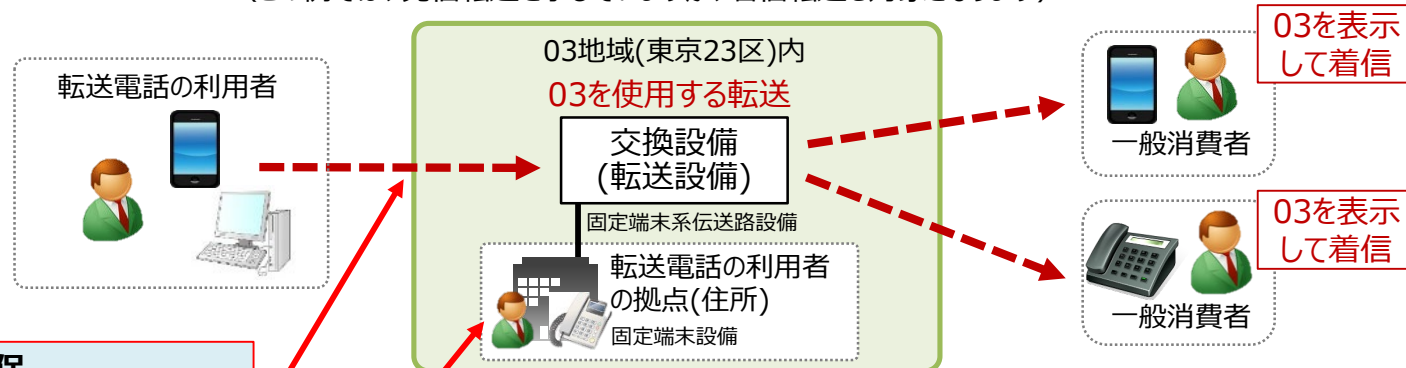 03地域(東京23区)内
03を使用する転送
転送電話の利用者
交換設備
(転送設備)
固定端末系伝送路設備
転送電話の利用者
の拠点(住所)
固定端末設備
03を表示
して着信
一般消費者
03を表示
して着信
一般消費者